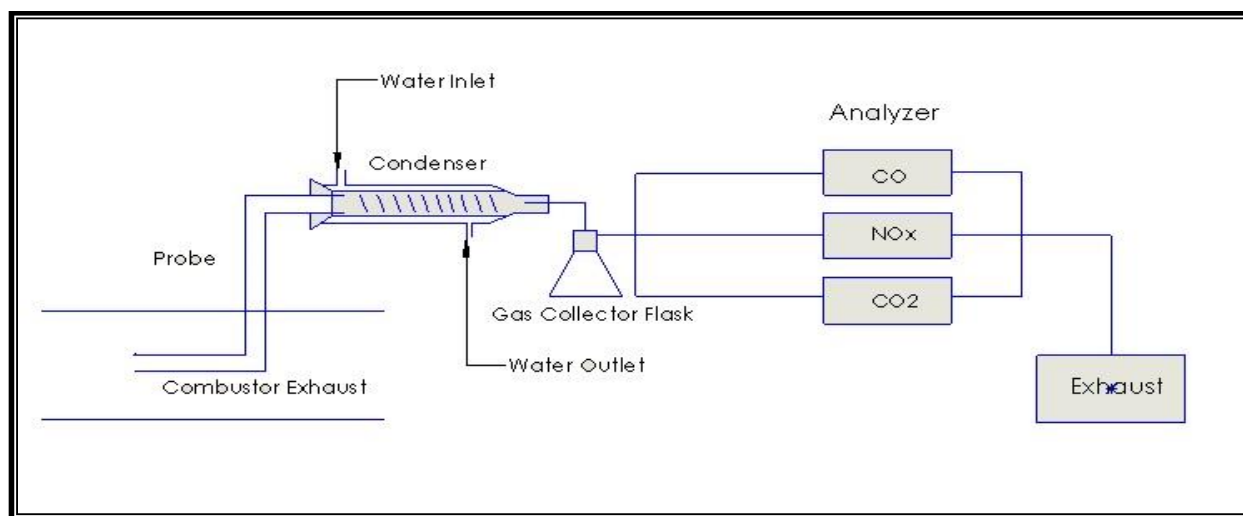 Water Inlet
Analyzer
Condenser
CO
NOx
Probe
CO2
Gas Collector Flask
Water Outlet
Combustor Exhaust
Exhaust